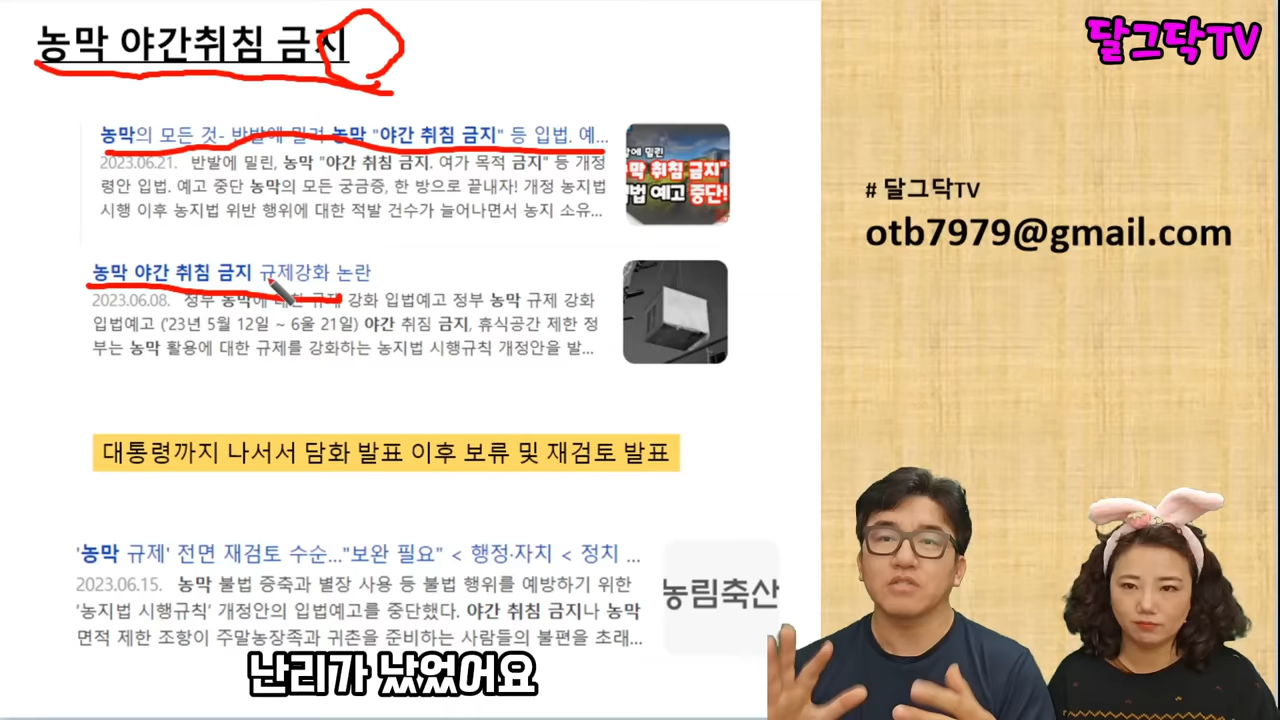 농막 야간취침 금지
달그닥TV
농막의 모든 것- 반발에 밀려 농막 "야간 취침 금지" 등 입법. 예...
2023.06.21. 반발에 밀린, 농막 "야간 취침 금지. 여가 목적 금지" 등 개정
령안 입법. 예고 중단 농막의 모든 궁금증, 한 방으로 끝내자! 개정 농지법
시행 이후 농지법 위반 행위에 대한 적발 건수가 늘어나면서 농지 소유...
밀린
막 취침 금지"
법 예고 중단!
# 달그닥TV
otb7979@gmail.com
농막 야간 취침 금지 규제강화 논란
2023.06.08. 정부 농막에 대한 규제 강화 입법예고 정부 농막 규제 강화
입법예고 ('23년 5월 12일 ~ 6울 21일) 야간 취짐 금지, 휴식공간 제한 정
부는 농막 활용에 대한 규제를 강화하는 농지법 시행규칙 개정안을 발...
대통령까지 나서서 담화 발표 이후 보류 및 재검토 발표
'농막 규제' 전면 재검토 수순..."보완 필요" < 행정·자치 < 정치 ...
2023.06.15. 농막 불법 증축과 별장 사용 등 불법 행위를 예방하기 위한
'농지법 시행규칙' 개정안의 입법예고를 중단했다. 야간 취침 금지나 농막
면적 제한 조항이 주말농장족과 귀촌을 준비하는 사람들의 불편을 초래...
농림축산
난리가 났었어요